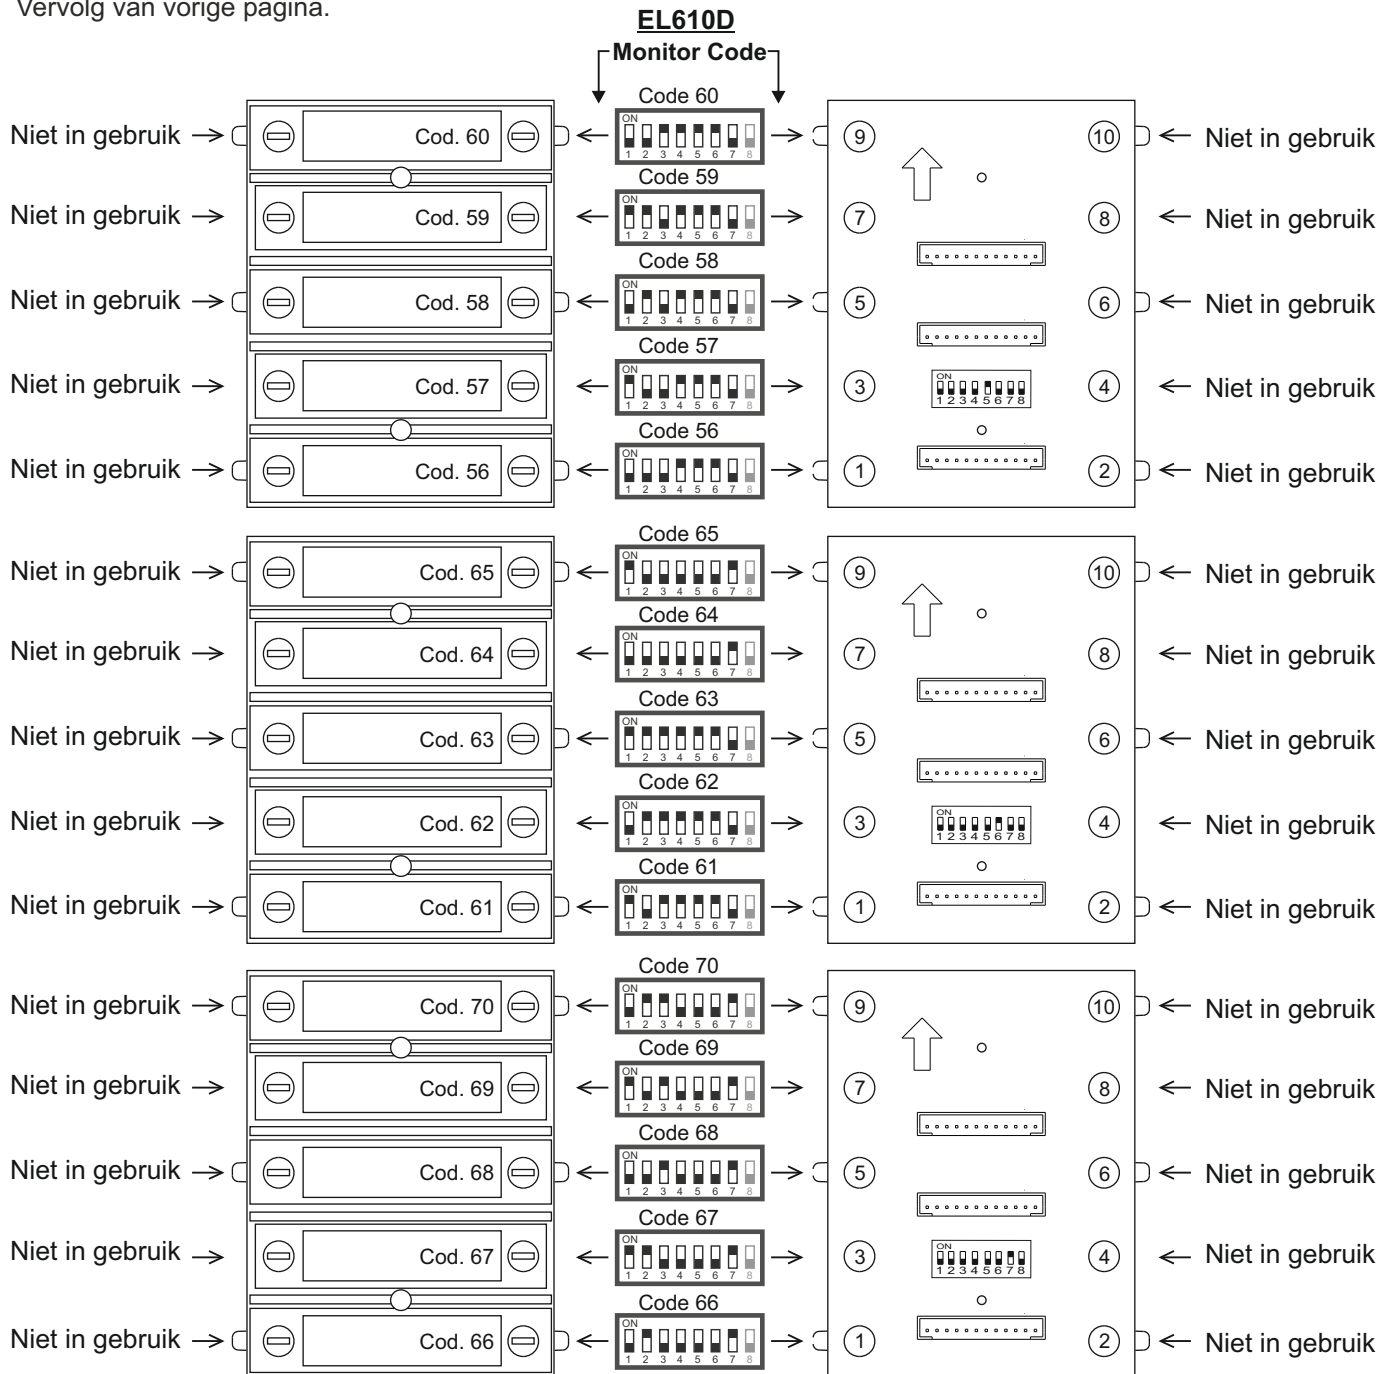 Vervolg van vorige pagina.
EL610D
Monitor Code
Code 60
Niet in gebruik Cod. 60 ON 1 2 3 4 5 6 7 8 9 10 Niet in gebruik
Code 59
Niet in gebruik Cod. 59 ON 1 2 3 4 5 6 7 8 7 8 Niet in gebruik
Code 58
Niet in gebruik Cod. 58 ON 1 2 3 4 5 6 7 8 5 6 Niet in gebruik
Code 57
Niet in gebruik Cod. 57 ON 1 2 3 4 5 6 7 8 3 ON 1 2 3 4 5 6 7 8 4 Niet in gebruik
Code 56
Niet in gebruik Cod. 56 ON 1 2 3 4 5 6 7 8 1 2 Niet in gebruik
Code 65
Niet in gebruik Cod. 65 ON 1 2 3 4 5 6 7 8 9 10 Niet in gebruik
Code 64
Niet in gebruik Cod. 64 ON 1 2 3 4 5 6 7 8 7 8 Niet in gebruik
Code 63
Niet in gebruik Cod. 63 ON 1 2 3 4 5 6 7 8 5 6 Niet in gebruik
Code 62
Niet in gebruik Cod. 62 ON 1 2 3 4 5 6 7 8 3 ON 1 2 3 4 5 6 7 8 4 Niet in gebruik
Code 61
Niet in gebruik Cod. 61 ON 1 2 3 4 5 6 7 8 1 2 Niet in gebruik
Code 70
Niet in gebruik Cod. 70 ON 1 2 3 4 5 6 7 8 9 10 Niet in gebruik
Code 69
Niet in gebruik Cod. 69 ON 1 2 3 4 5 6 7 8 7 8 Niet in gebruik
Code 68
Niet in gebruik Cod. 68 ON 1 2 3 4 5 6 7 8 5 6 Niet in gebruik
Code 67
Niet in gebruik Cod. 67 ON 1 2 3 4 5 6 7 8 3 ON 1 2 3 4 5 6 7 8 4 Niet in gebruik
Code 66
Niet in gebruik Cod. 66 ON 1 2 3 4 5 6 7 8 1 2 Niet in gebruik